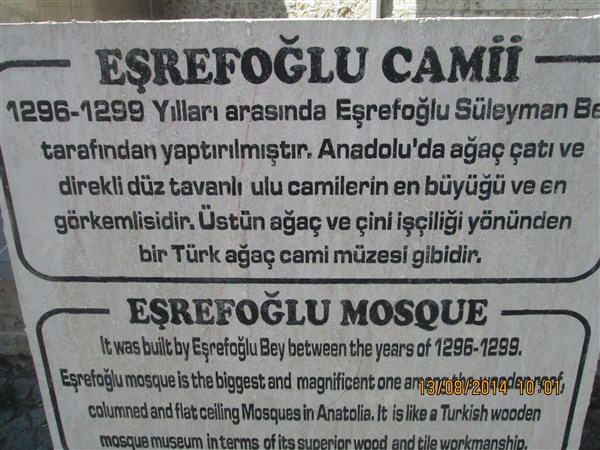 EŞREFOĞLU CAMİİ
1296-1299 Yılları arasında Eşrefoğlu Süleyman Be
tarafından yaptırılmıştır. Anadolu'da ağaç çatı ve
direkli düz tavanlı ulu camilerin en büyüğü ve en
görkemlisidir. Üstün ağaç ve çini işçiliği yönünden
bir Türk ağaç cami müzesi gibidir.
EŞREFOĞLU MOSQUE
It was built by Eşrefoğlu Bey between the years of 1296-1299.
Eşrefoğlu mosque is the biggest and magnificent one among the wooden roof,
13/08/2014 10:01
columned and flat ceiling Mosques in Anatolia. It is like a Turkish wooden
mosque museum in terms of its superior wood and tile workmanship.